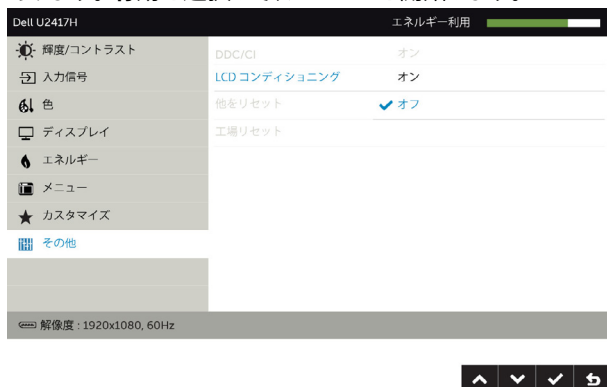 Dell U2417H エネルギー利用
輝度/コントラスト
DDC/CI オン
入力信号
LCD コンディショニング オン
色
他をリセット オフ
ディスプレイ
工場リセット
エネルギー
メニュー
カスタマイズ
その他
解像度 : 1920x1080, 60Hz